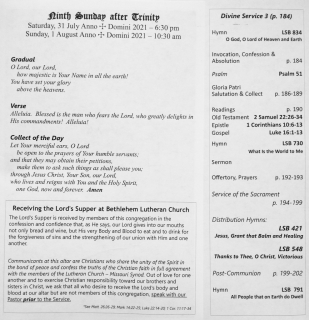 Ninth Sunday after Trinity
Saturday, 31 July Anno ✢ Domini 2021 – 6:30 pm
Sunday, 1 August Anno ✢ Domini 2021 – 10:30 am
Gradual
O Lord, our Lord,
how majestic is Your name in all the earth!
You have set your glory
above the heavens.
Verse
Alleluia. Blessed is the man who fears the Lord, who greatly delights in
His commandments! Alleluia!
Collect of the Day
Let Your merciful ears, O Lord
be open to the prayers of Your humble servants;
and that they may obtain their petitions,
make them to ask such things as shall please you;
through Jesus Christ, Your Son, our Lord,
who lives and reigns with You and the Holy Spirit,
one God, now and forever. Amen
Receiving the Lord's Supper at Bethlehem Lutheran Church
The Lord's Supper is received by members of this congregation in the
confession and confidence that, as He says, our Lord gives into our mouths
not only bread and wine, but His very Body and Blood to eat and to drink for
the forgiveness of sins and the strengthening of our union with Him and one
another.
Communicants at this altar are Christians who share the unity of the Spirit in
the bond of peace and confess the truths of the Christian faith in full agreement
with the members of the Lutheran Church – Missouri Synod. Out of love for one
another and to exercise Christian responsibility toward our brothers and
sisters in Christ, we ask that all who desire to receive the Lord's body and
blood at our altar but are not members of this congregation, speak with our
Pastor prior to the Service.
Divine Service 3 (p. 184)
Hymn LSB 834
O God, O Lord of Heaven and Earth
Invocation, Confession &
Absolution p. 184
Psalm Psalm 51
Gloria Patri
Salutation & Collect p. 186-189
Readings p. 190
Old Testament 2 Samuel 22:26-34
Epistle 1 Corinthians 10:6-13
Gospel Luke 16:1-13
Hymn LSB 730
What Is the World to Me
Sermon
Offertory, Prayers p. 192-193
Service of the Sacrament
p. 194-199
Distribution Hymns:
LSB 421
Jesus, Grant that Balm and Healing
LSB 548
Thanks to Thee, O Christ, Victorious
Post-Communion p. 199-202
Hymn LSB 791
All People that on Earth do Dwell